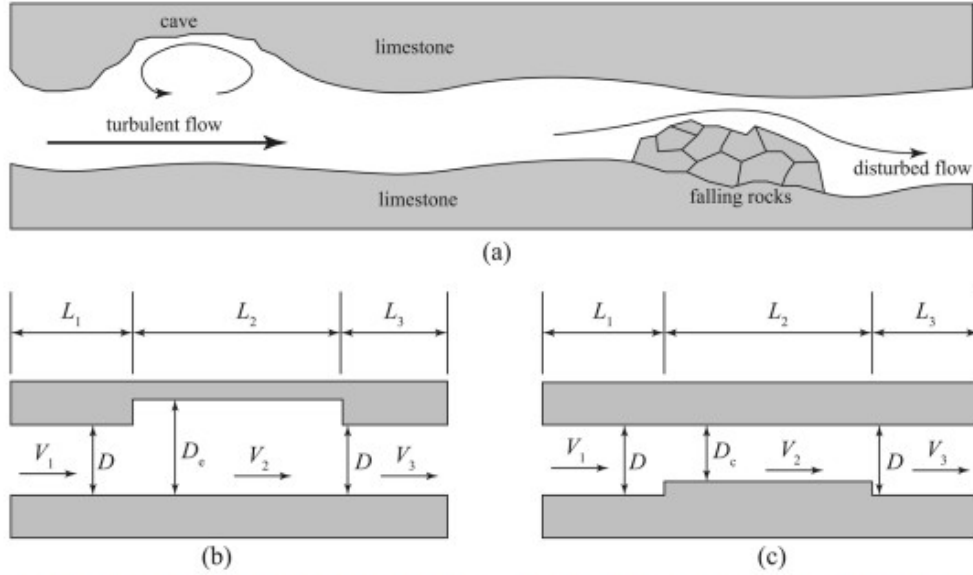 cave
limestone
turbulent flow
disturbed flow
falling rocks
limestone
(a)
L1 L2 L3
V1 D De V2 D V3
(b)
L1 L2 L3
V1 D Dc V2 D V3
(c)